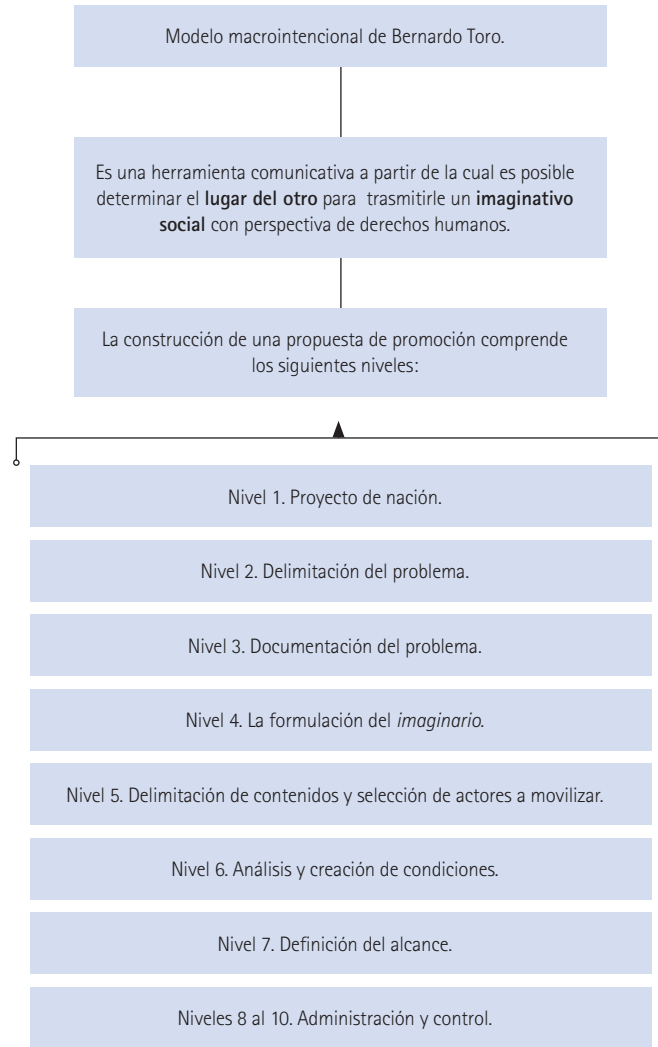 Modelo macrointencional de Bernardo Toro.
Es una herramienta comunicativa a partir de la cual es posible
determinar el lugar del otro para trasmitirle un imaginativo
social con perspectiva de derechos humanos.
La construcción de una propuesta de promoción comprende
los siguientes niveles:
Nivel 1. Proyecto de nación.
Nivel 2. Delimitación del problema.
Nivel 3. Documentación del problema.
Nivel 4. La formulación del imaginario.
Nivel 5. Delimitación de contenidos y selección de actores a movilizar.
Nivel 6. Análisis y creación de condiciones.
Nivel 7. Definición del alcance.
Niveles 8 al 10. Administración y control.